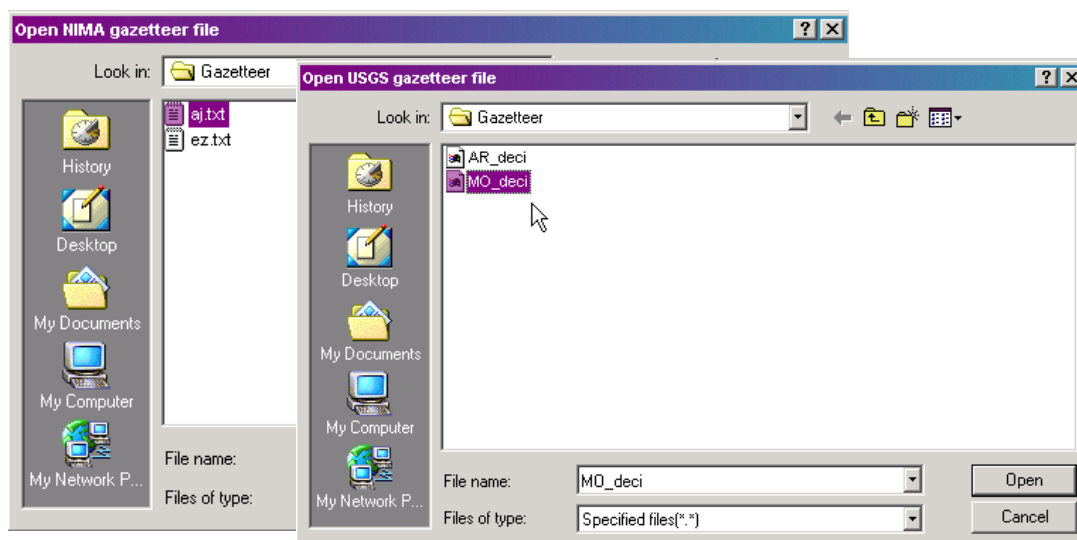 Open NIMA gazetteer file
Look in: Gazetteer
aj.txt
ez.txt
History
Desktop
My Documents
My Computer
My Network P...
File name:
Files of type:
Open USGS gazetteer file
Look in: Gazetteer
AR_deci
MO_deci
History
Desktop
My Documents
My Computer
My Network P...
File name: MO_deci Open
Files of type: Specified files(*.*) Cancel